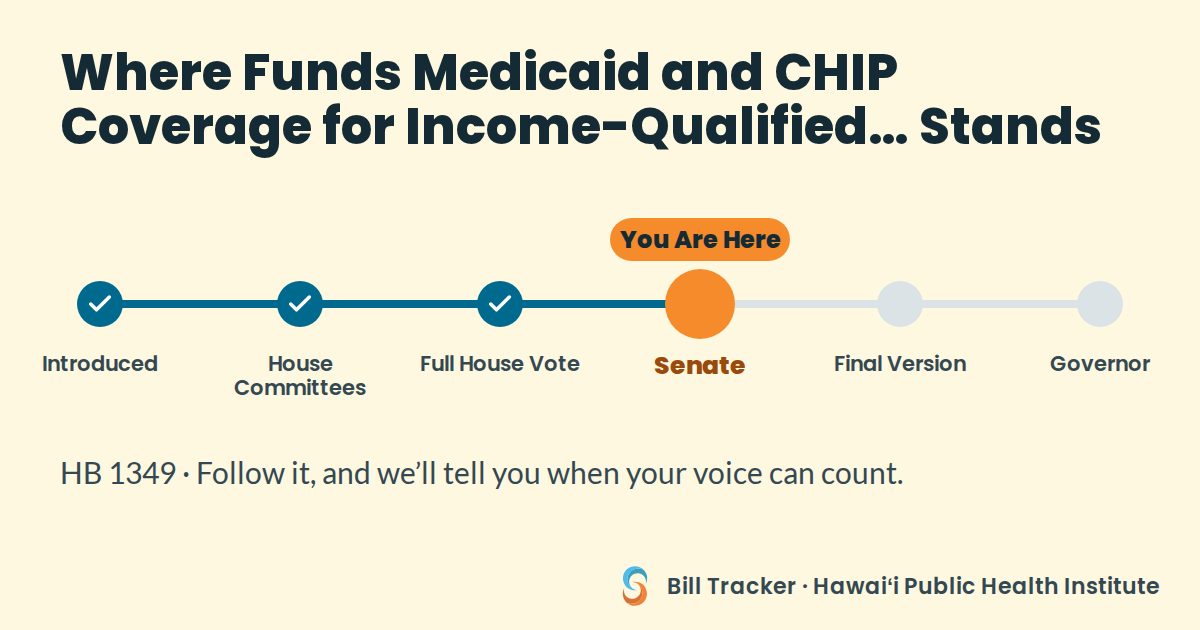 Where Funds Medicaid and CHIP
Coverage for Income-Qualified... Stands
You Are Here
Introduced
House
Committees
Full House Vote
Senate
Final Version
Governor
HB 1349 · Follow it, and we’ll tell you when your voice can count.
Bill Tracker · Hawaiʻi Public Health Institute